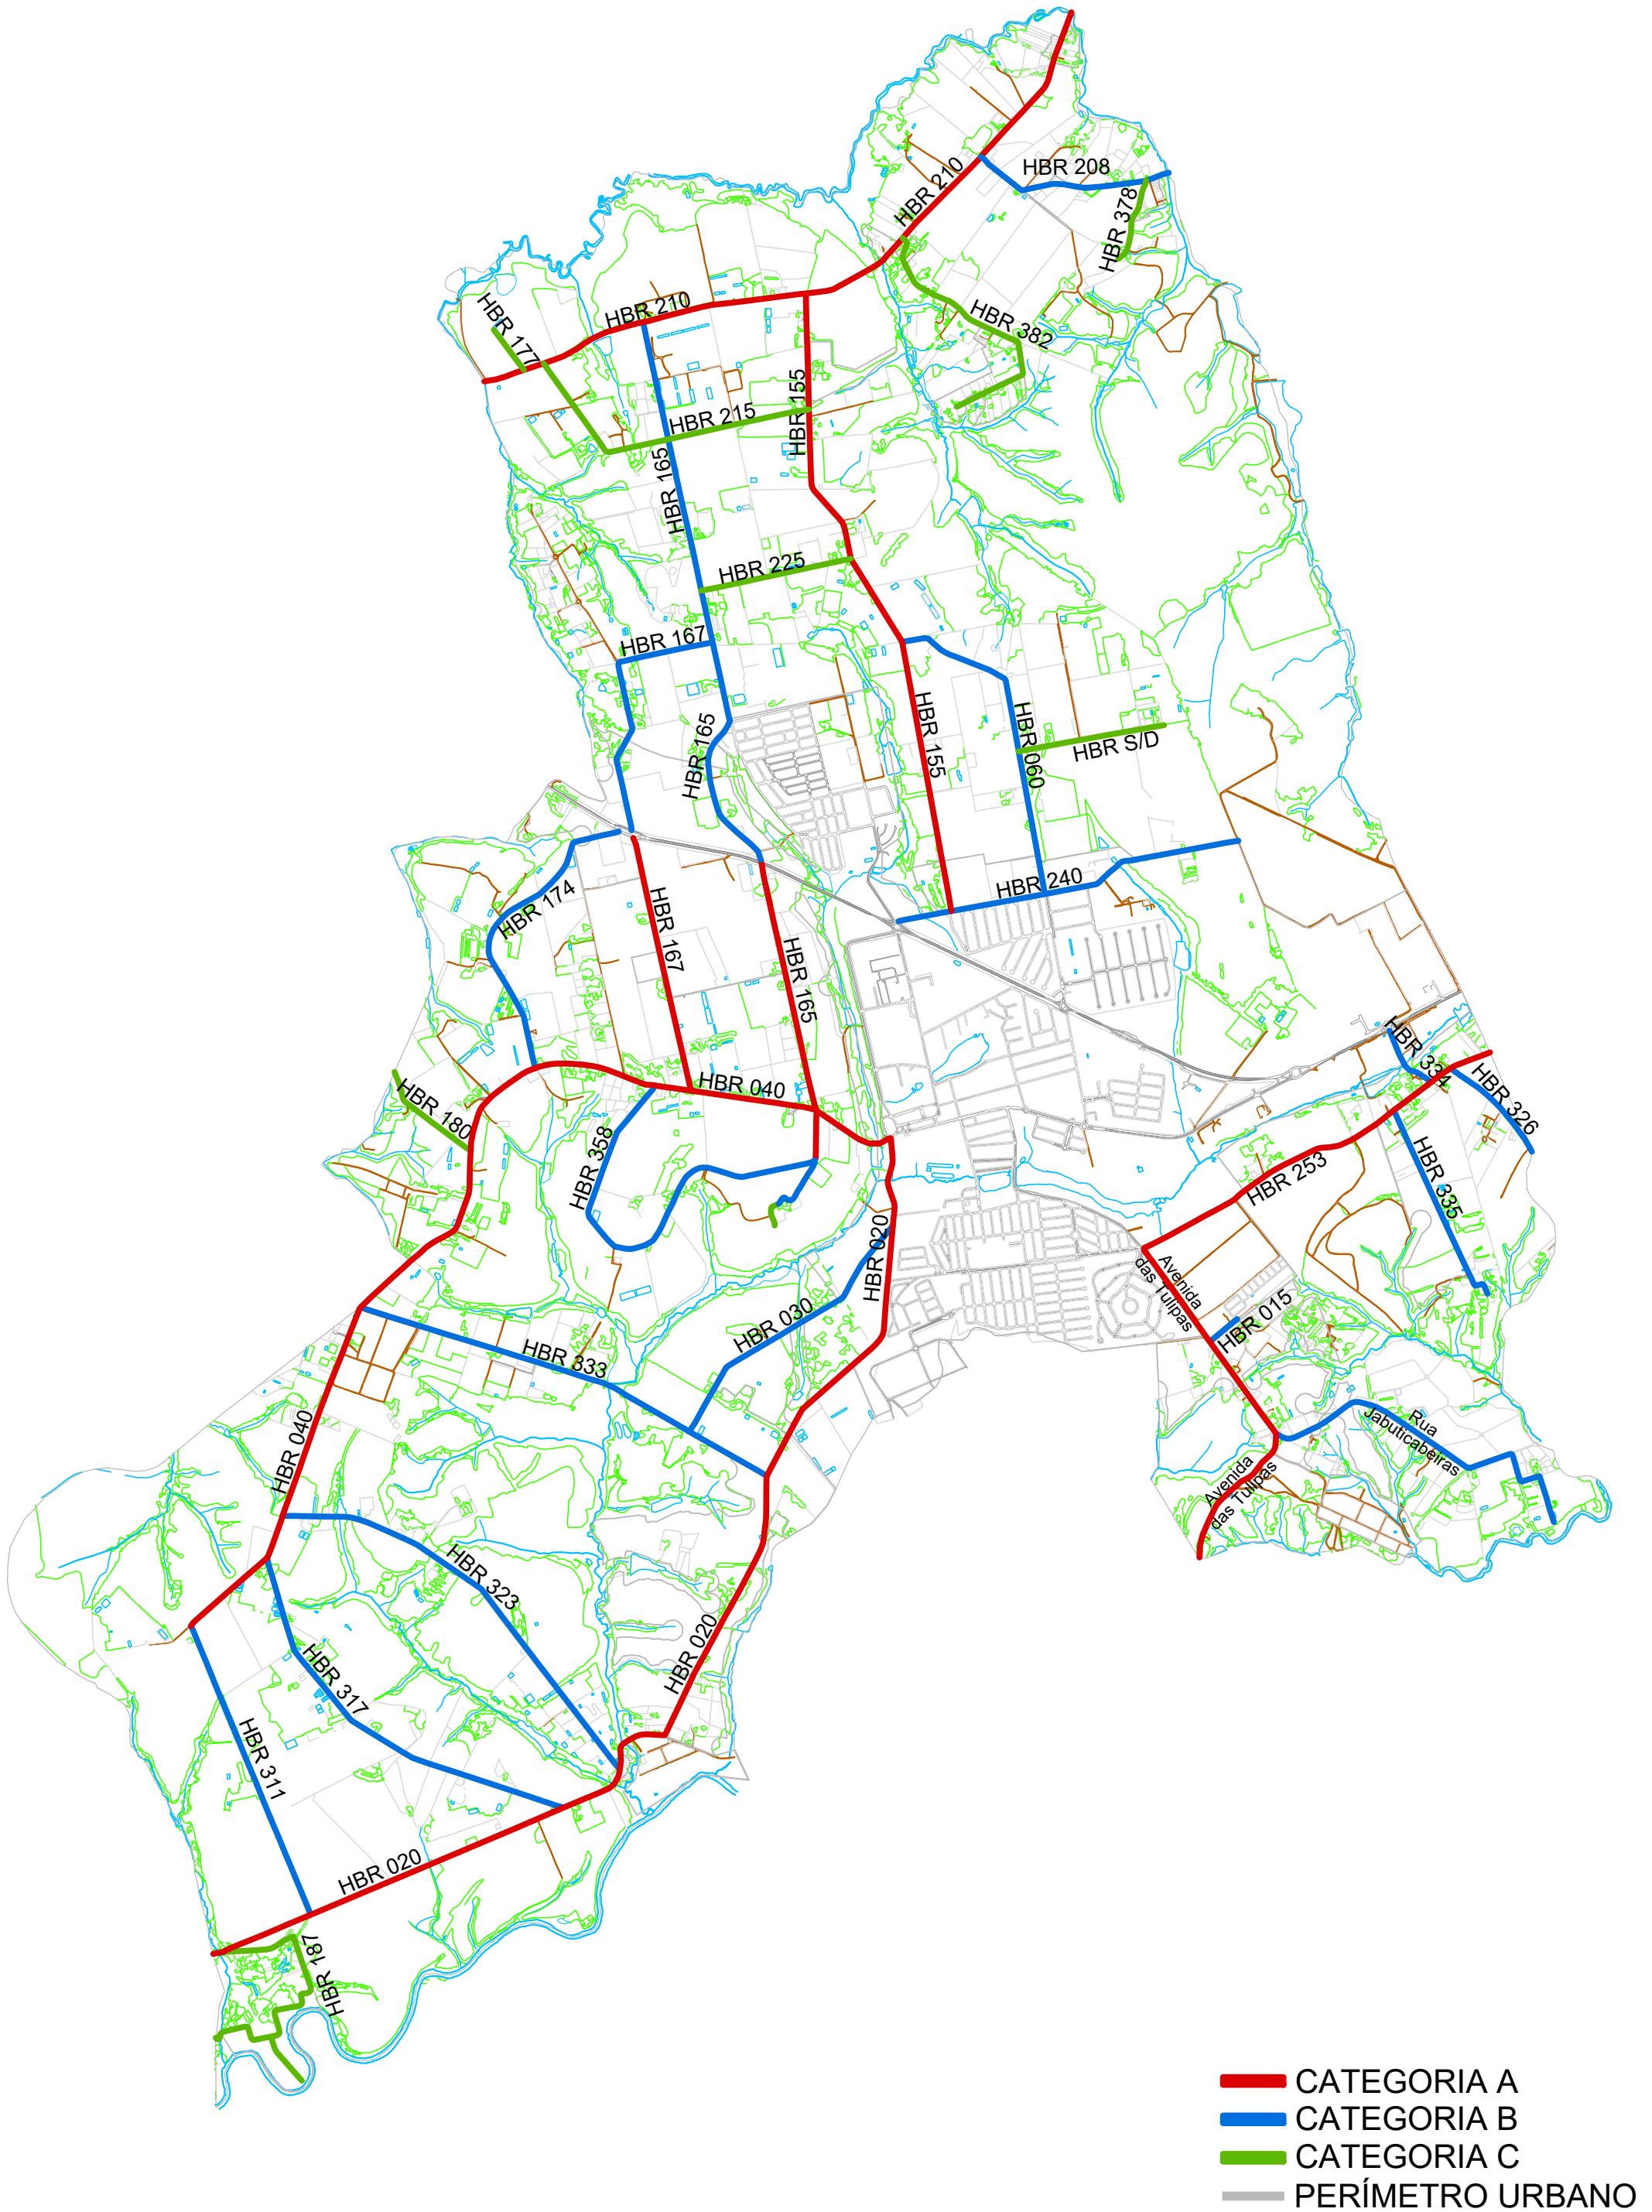 HBR 208
HBR 210
HBR 378
HBR 382
HBR 210
HBR 177
HBR 155
HBR 215
HBR 165
HBR 225
HBR 167
HBR 165
HBR 155
HBR 060
HBR S/D
HBR 240
HBR 174
HBR 167
HBR 165
HBR 334
HBR 326
HBR 040
HBR 180
HBR 358
HBR 253
HBR 335
HBR 020
Avenida
das Tulipas
HBR 015
HBR 030
HBR 333
Rua
Jabuticabeiras
HBR 040
Avenida
das Tulipas
HBR 323
HBR 020
HBR 317
HBR 311
HBR 020
HBR 187
CATEGORIA A
CATEGORIA B
CATEGORIA C
PERÍMETRO URBANO